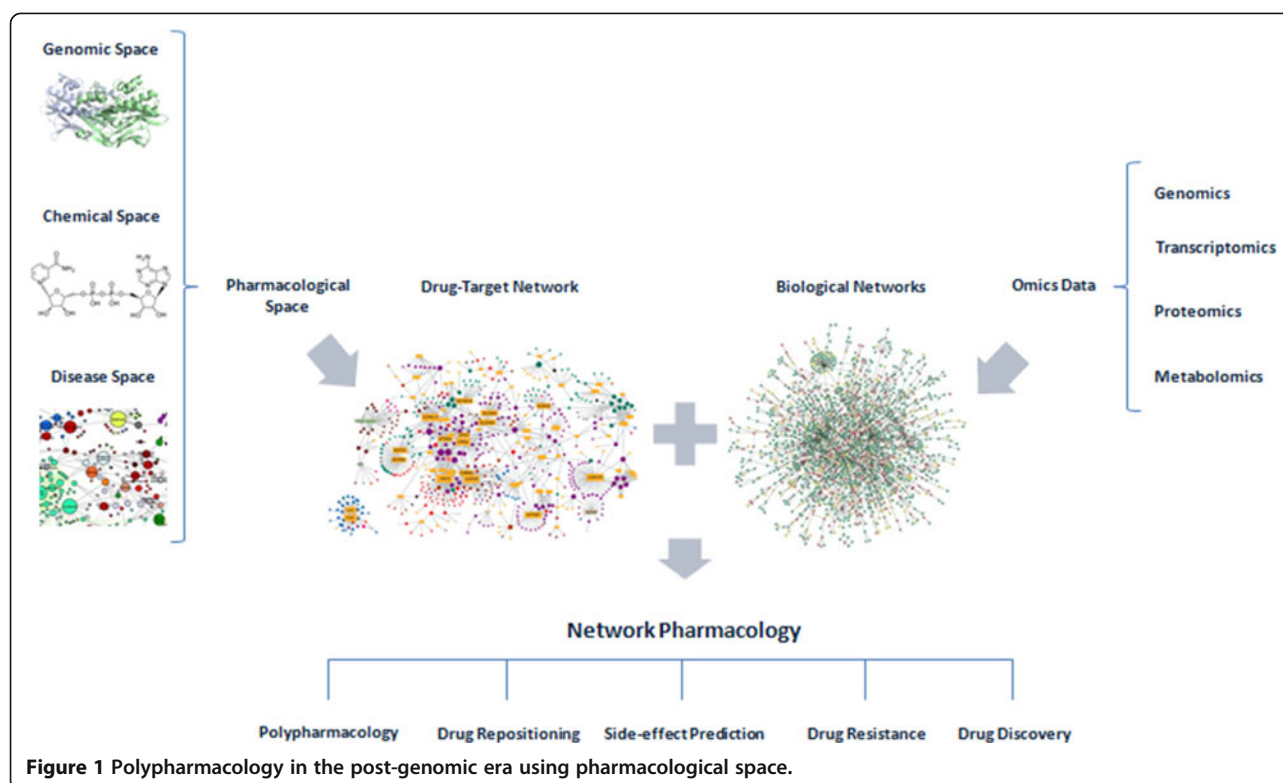 Genomic Space
Chemical Space
Disease Space
Pharmacological
Space
Drug-Target Network
Biological Networks
Omics Data
Genomics
Transcriptomics
Proteomics
Metabolomics
Network Pharmacology
Polypharmacology
Drug Repositioning
Side-effect Prediction
Drug Resistance
Drug Discovery
Figure 1 Polypharmacology in the post-genomic era using pharmacological space.